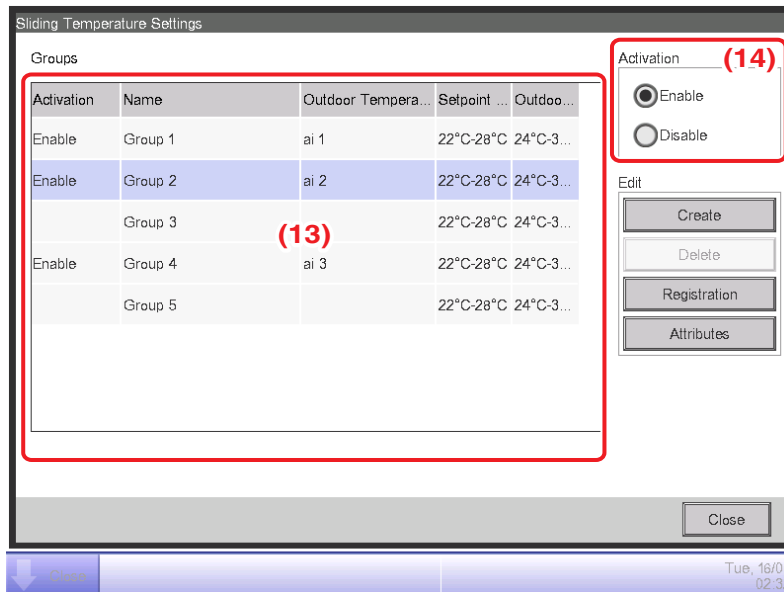 Sliding Temperature Settings
Groups
Activation Name Outdoor Tempera... Setpoint ... Outdoo...
Enable Group 1 ai 1 22°C-28°C 24°C-3...
Enable Group 2 ai 2 22°C-28°C 24°C-3...
Group 3 22°C-28°C 24°C-3...
(13)
Enable Group 4 ai 3 22°C-28°C 24°C-3...
Group 5 22°C-28°C 24°C-3...
Activation (14)
Enable
Disable
Edit
Create
Delete
Registration
Attributes
Close
Close
Tue, 16/0
02:3